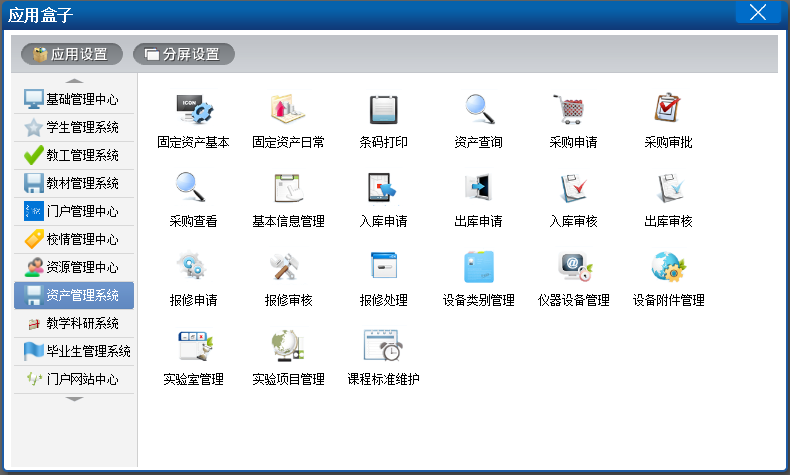 应用盒子
应用设置 分屏设置
基础管理中心
学生管理系统
教工管理系统
教材管理系统
门户管理中心
校情管理中心
资源管理中心
资产管理系统
教学科研系统
毕业生管理系统
门户网站中心
ICON
固定资产基本 固定资产日常 条码打印 资产查询 采购申请 采购审批
采购查看 基本信息管理 入库申请 出库申请 入库审核 出库审核
报修申请 报修审核 报修处理 设备类别管理 仪器设备管理 设备附件管理
实验室管理 实验项目管理 课程标准维护